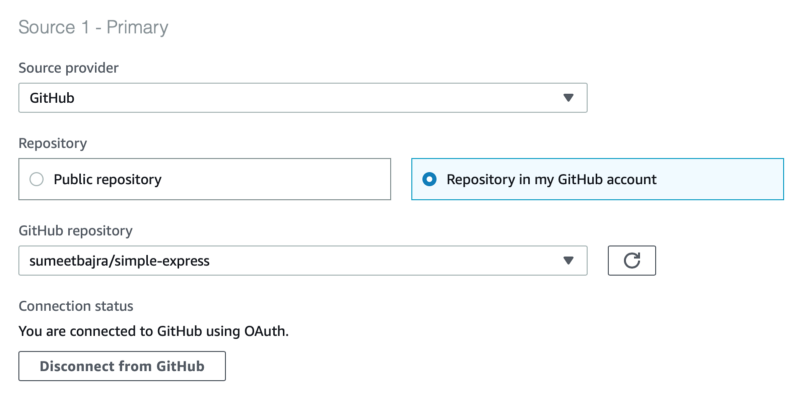 Source 1 - Primary
Source provider
GitHub
Repository
Public repository
Repository in my GitHub account
GitHub repository
sumeetbajra/simple-express
Connection status
You are connected to GitHub using OAuth.
Disconnect from GitHub